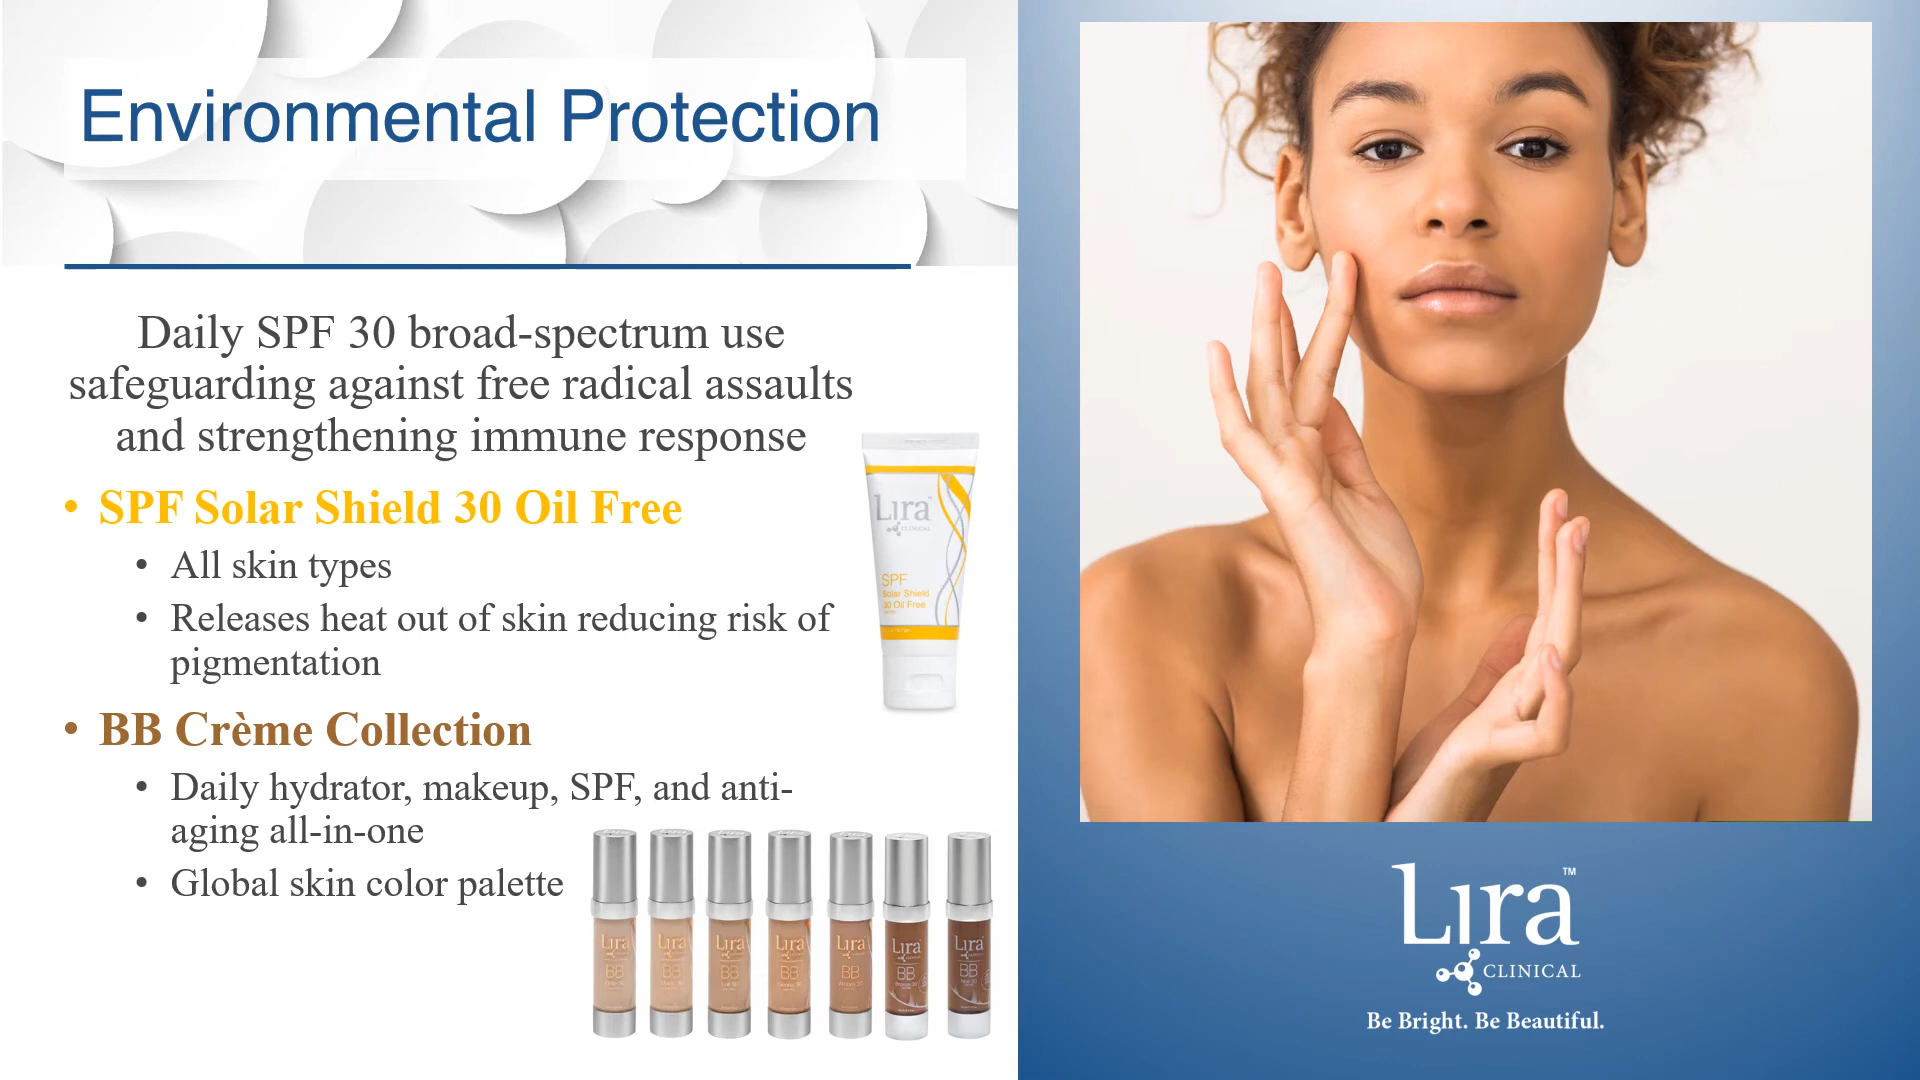 Environmental Protection
Daily SPF 30 broad-spectrum use
safeguarding against free radical assaults
and strengthening immune response
• SPF Solar Shield 30 Oil Free
• All skin types
• Releases heat out of skin reducing risk of
pigmentation
• BB Crème Collection
• Daily hydrator, makeup, SPF, and anti-
aging all-in-one
• Global skin color palette
Lira
CLINICAL
SPF
Solar Shield
30 Oil Free
Lira
BB
Lira
BB
Lira
BB
Lira
BB
Lira
BB
Lira
BB
Lira
BB
Lira™
CLINICAL
Be Bright. Be Beautiful.